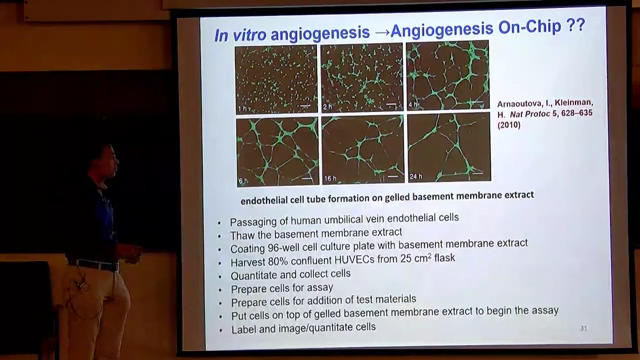 In vitro angiogenesis →Angiogenesis On-Chip ??
1 h
2 h
4 h
6 h
16 h
24 h
Arnaoutova, I., Kleinman,
H. Nat Protoc 5, 628–635
(2010)
endothelial cell tube formation on gelled basement membrane extract
• Passaging of human umbilical vein endothelial cells
• Thaw the basement membrane extract
• Coating 96-well cell culture plate with basement membrane extract
• Harvest 80% confluent HUVECs from 25 cm² flask
• Quantitate and collect cells
• Prepare cells for assay
• Prepare cells for addition of test materials
• Put cells on top of gelled basement membrane extract to begin the assay
• Label and image/quantitate cells
31